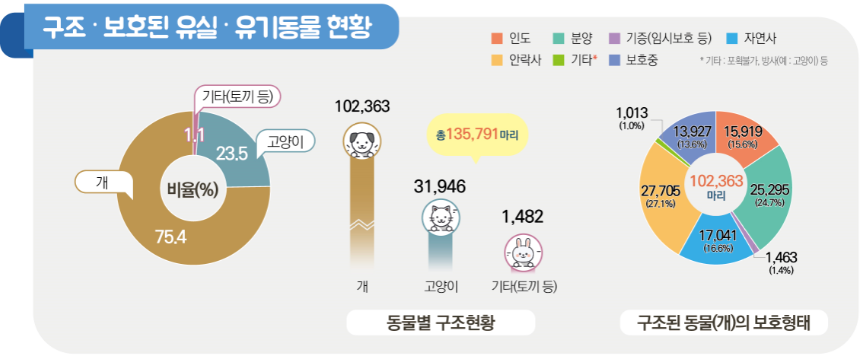 구조 · 보호된 유실 · 유기동물 현황
인도 분양 기증(임시보호 등) 자연사
안락사 기타* 보호중
* 기타 : 포획불가, 방사(예 : 고양이) 등
기타(토끼 등)
1.1
고양이
23.5
개
비율(%)
75.4
102,363
총 135,791마리
31,946
1,482
개 고양이 기타(토끼 등)
동물별 구조현황
1,013
(1.0%)
13,927
(13.6%)
15,919
(15.6%)
27,705
(27.1%)
102,363
마리
25,295
(24.7%)
17,041
(16.6%)
1,463
(1.4%)
구조된 동물(개)의 보호형태